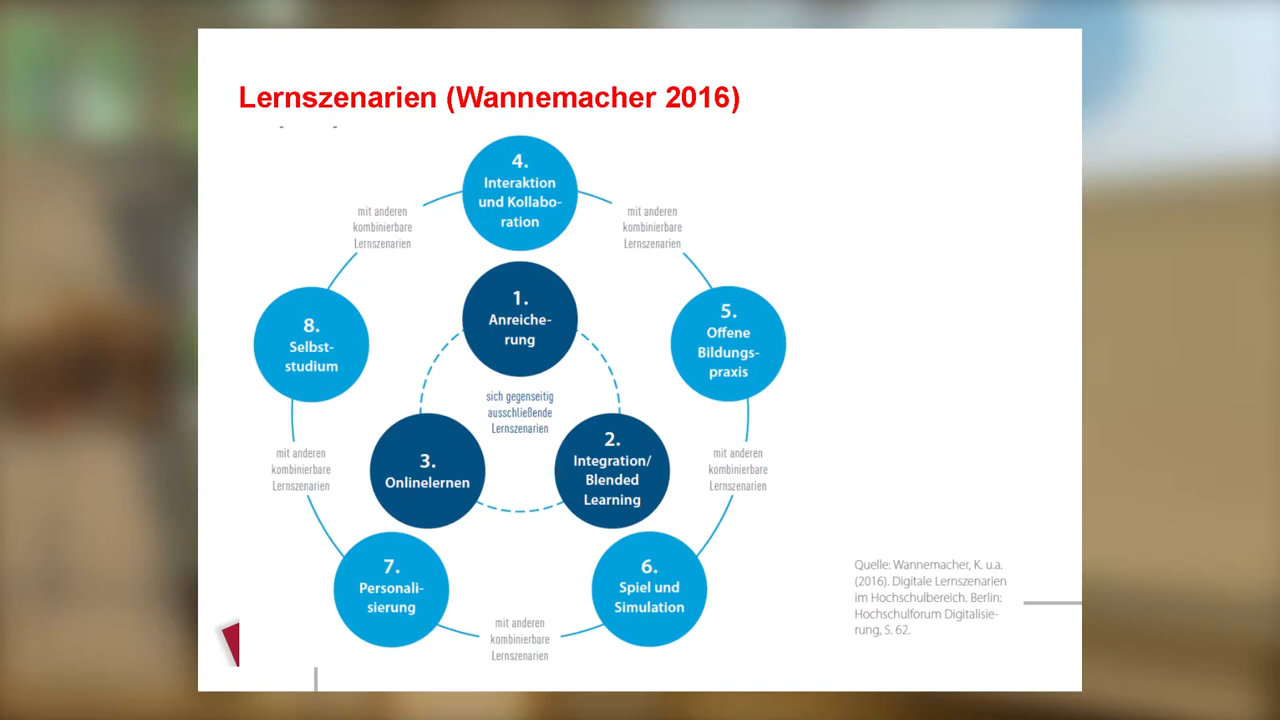 Lernszenarien (Wannemacher 2016)
4.
Interaktion
und Kollabo-
ration
mit anderen
kombinierbare
Lernszenarien
mit anderen
kombinierbare
Lernszenarien
1.
Anreiche-
rung
8.
Selbst-
studium
5.
Offene
Bildungs-
praxis
sich gegenseitig
ausschließende
Lernszenarien
3.
Onlinelernen
2.
Integration/
Blended
Learning
mit anderen
kombinierbare
Lernszenarien
mit anderen
kombinierbare
Lernszenarien
7.
Personali-
sierung
6.
Spiel und
Simulation
mit anderen
kombinierbare
Lernszenarien
Quelle: Wannemacher, K. u.a.
(2016). Digitale Lernszenarien
im Hochschulbereich. Berlin:
Hochschulforum Digitalisie-
rung, S. 62.